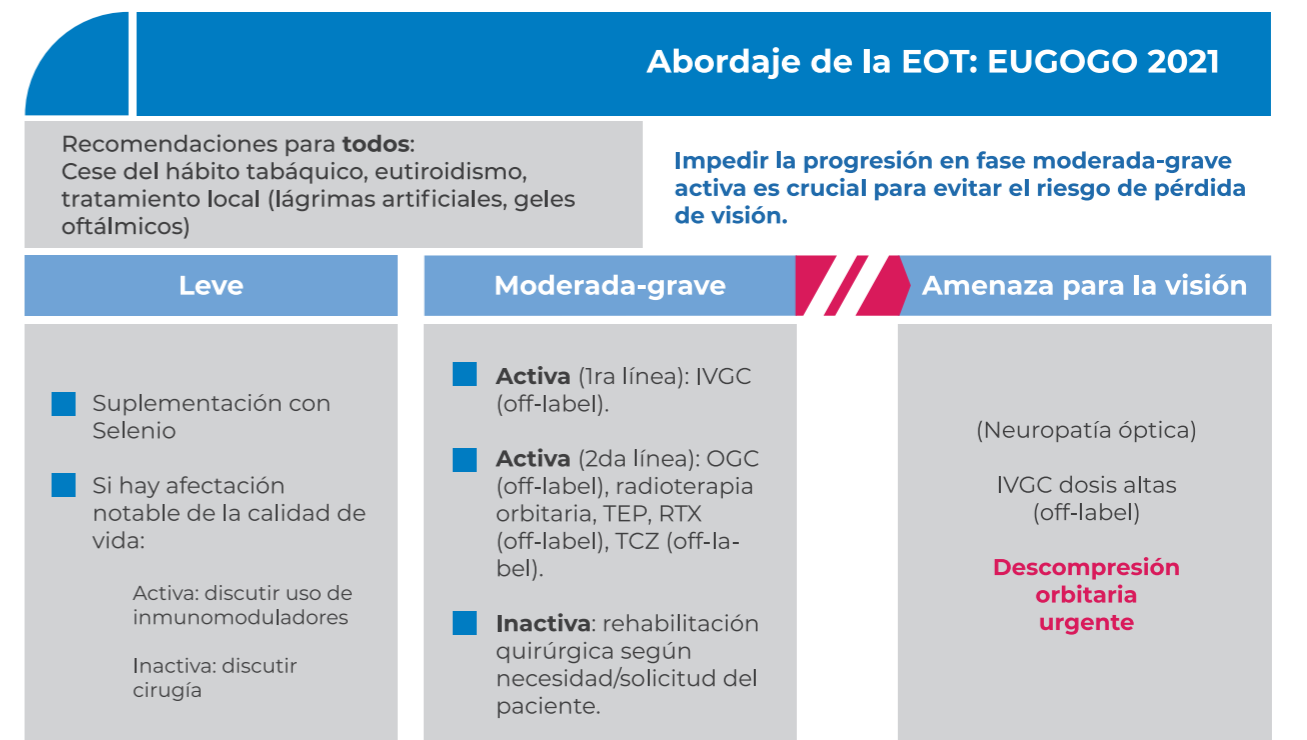 Abordaje de la EOT: EUGOGO 2021
Recomendaciones para todos:
Cese del hábito tabáquico, eutiroidismo,
tratamiento local (lágrimas artificiales, geles
oftálmicos)
Impedir la progresión en fase moderada-grave
activa es crucial para evitar el riesgo de pérdida
de visión.
Leve
Suplementación con
Selenio
Si hay afectación
notable de la calidad de
vida:
Activa: discutir uso de
inmunomoduladores
Inactiva: discutir
cirugía
Moderada-grave
Activa (1ra línea): IVGC
(off-label).
Activa (2da línea): OGC
(off-label), radioterapia
orbitaria, TEP, RTX
(off-label), TCZ (off-la-
bel).
Inactiva: rehabilitación
quirúrgica según
necesidad/solicitud del
paciente.
Amenaza para la visión
(Neuropatía óptica)
IVGC dosis altas
(off-label)
Descompresión
orbitaria
urgente